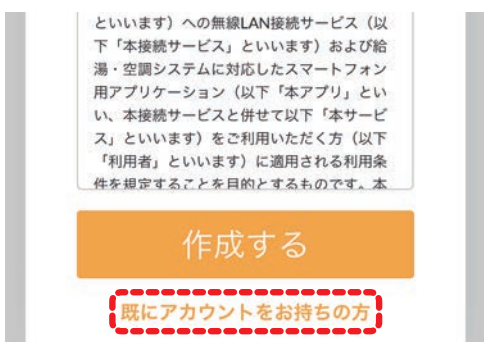 といいます）への無線LAN接続サービス（以
下「本接続サービス」といいます）および給
湯・空調システムに対応したスマートフォン
用アプリケーション（以下「本アプリ」とい
い、本接続サービスと併せて以下「本サービ
ス」といいます）をご利用いただく方（以下
「利用者」といいます）に適用される利用条
件を規定することを目的とするものです。本
作成する
既にアカウントをお持ちの方